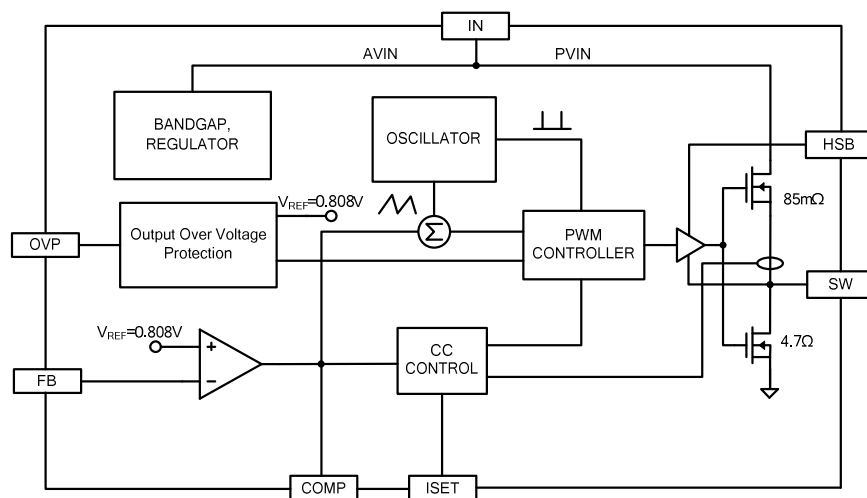 IN
AVIN
PVIN
BANDGAP,
REGULATOR
OSCILLATOR
HSB
VREF=0.808V
85mΩ
OVP
Output Over Voltage
Protection
Σ
PWM
CONTROLLER
SW
VREF=0.808V
+
−
CC
CONTROL
4.7Ω
FB
COMP
ISET